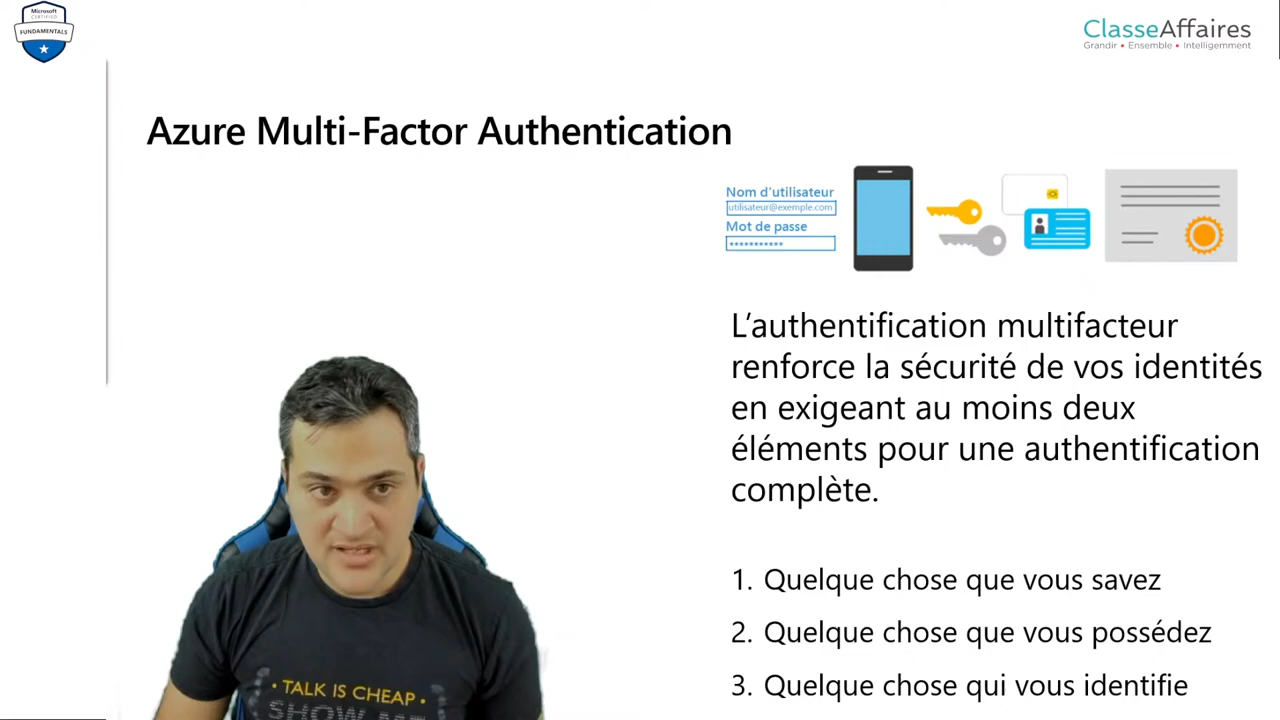 Microsoft
CERTIFIED
FUNDAMENTALS
ClasseAffaires
Grandir • Ensemble • Intelligemment
Azure Multi-Factor Authentication
Nom d'utilisateur
utilisateur@exemple.com
Mot de passe
***********
L'authentification multifacteur
renforce la sécurité de vos identités
en exigeant au moins deux
éléments pour une authentification
complète.
1. Quelque chose que vous savez
2. Quelque chose que vous possédez
3. Quelque chose qui vous identifie
• TALK IS CHEAP •
SHOW ME